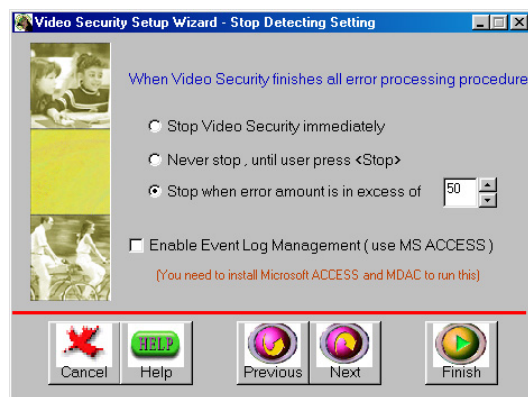 Video Security Setup Wizard - Stop Detecting Setting
When Video Security finishes all error processing procedure
Stop Video Security immediately
Never stop , until user press <Stop>
Stop when error amount is in excess of 50
Enable Event Log Management ( use MS ACCESS )
(You need to install Microsoft ACCESS and MDAC to run this)
HELP
Cancel Help Previous Next Finish